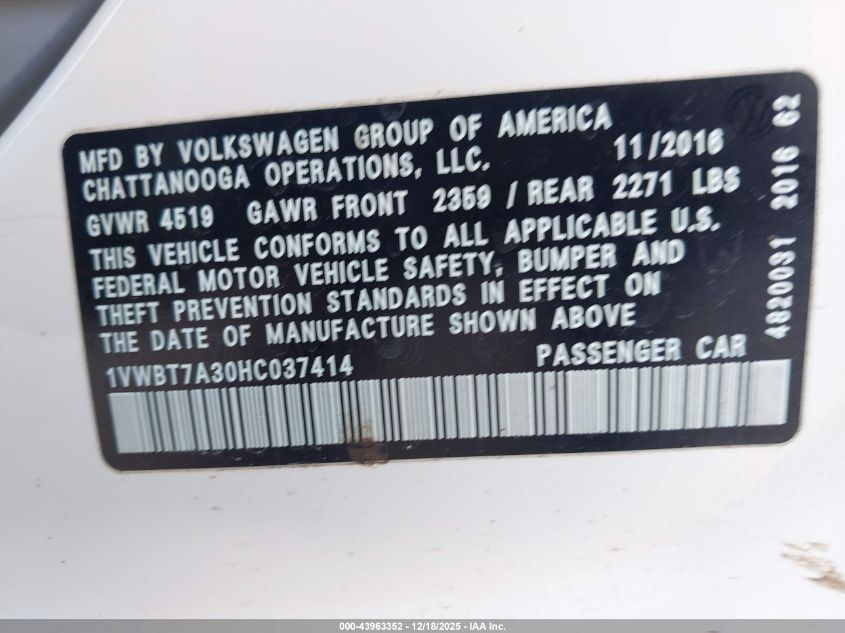 MFD BY VOLKSWAGEN GROUP OF AMERICA
CHATTANOOGA OPERATIONS, LLC. 11/2016
GVWR 4519 GAWR FRONT 2359 / REAR 2271 LBS
THIS VEHICLE CONFORMS TO ALL APPLICABLE U.S.
FEDERAL MOTOR VEHICLE SAFETY, BUMPER AND
THEFT PREVENTION STANDARDS IN EFFECT ON
THE DATE OF MANUFACTURE SHOWN ABOVE
1VWBT7A30HC037414 PASSENGER CAR
4820031 2016 62
000-43963352 - 12/18/2025 - IAA Inc.